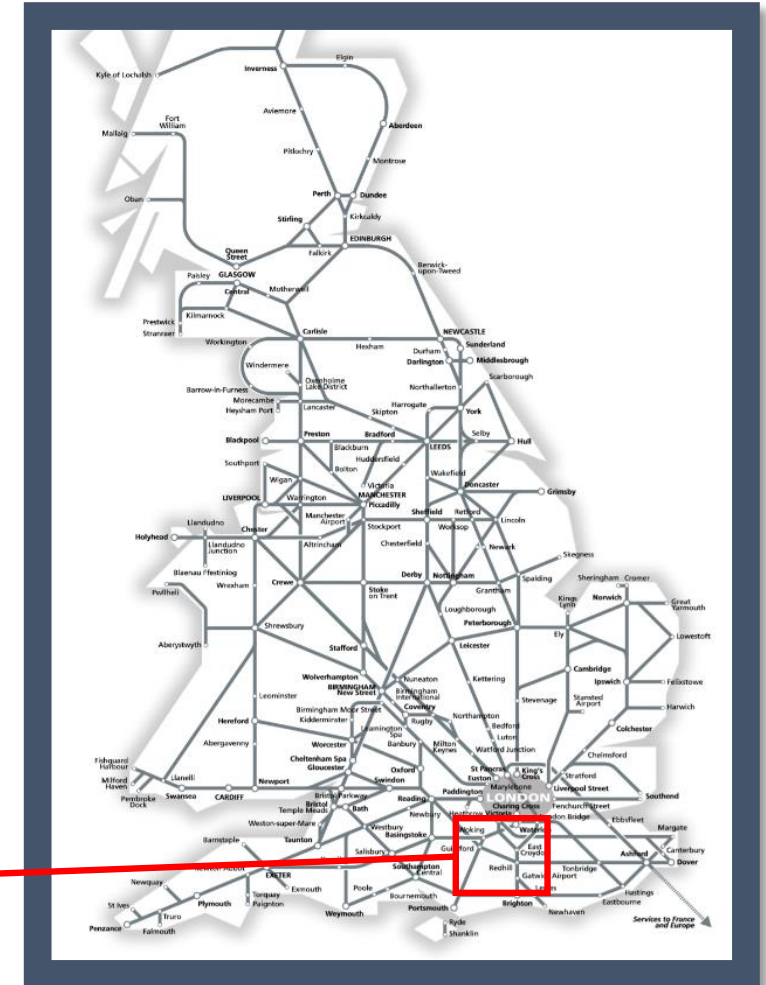 Elgin
Kyle of Lochalsh
Inverness
Aviemore
Fort
William
Mallaig
Aberdeen
Pitlochry
Montrose
Perth
Dundee
Oban
Stirling
Kirkcaldy
EDINBURGH
Queen
Street
Falkirk
Berwick-
upon-Tweed
Paisley
GLASGOW
Central
Motherwell
Prestwick
Kilmarnock
Stranraer
Carlisle
NEWCASTLE
Workington
Hexham
Sunderland
Durham
Darlington
Middlesbrough
Windermere
Oxenholme
Lake District
Scarborough
Barrow-in-Furness
Northallerton
Morecambe
Lancaster
Harrogate
York
Heysham Port
Skipton
Blackpool
Preston
Bradford
LEEDS
Selby
Hull
Blackburn
Huddersfield
Southport
Bolton
Wakefield
Wigan
Victoria
Doncaster
MANCHESTER
Piccadilly
LIVERPOOL
Warrington
Grimsby
Manchester
Airport
Sheffield
Retford
Stockport
Worksop
Lincoln
Llandudno
Chester
Holyhead
Llandudno
Junction
Altrincham
Chesterfield
Newark
Skegness
Blaenau Ffestiniog
Wrexham
Crewe
Stoke
on Trent
Derby
Nottingham
Grantham
Spalding
Sheringham
Cromer
Pwllheli
Kings
Lynn
Norwich
Great
Yarmouth
Loughborough
Peterborough
Shrewsbury
Ely
Lowestoft
Aberystwyth
Stafford
Leicester
Wolverhampton
Cambridge
BIRMINGHAM
New Street
Nuneaton
Kettering
Ipswich
Felixstowe
Birmingham
International
Stevenage
Stansted
Airport
Leominster
Birmingham Moor Street
Coventry
Harwich
Hereford
Kidderminster
Rugby
Northampton
Colchester
Leamington
Spa
Bedford
Abergavenny
Worcester
Banbury
Milton
Keynes
Luton
Cheltenham Spa
Watford Junction
Chelmsford
Fishguard
Harbour
Gloucester
Oxford
St Pancras
King's
Cross
Milford
Haven
Llanelli
Swindon
Euston
Stratford
Marylebone
Pembroke
Dock
Swansea
CARDIFF
Newport
Bristol Parkway
Paddington
Liverpool Street
LONDON
Southend
Bristol
Temple Meads
Bath
Reading
Charing Cross
Fenchurch Street
Newbury
Heathrow
Victoria
London Bridge
Ebbsfleet
Weston-super-Mare
Westbury
Basingstoke
Woking
Waterloo
Margate
Barnstaple
Taunton
Salisbury
Guildford
East
Croydon
Canterbury
Newton Abbot
Southampton
Central
Redhill
Tonbridge
Ashford
Dover
Newquay
EXETER
Gatwick Airport
Exmouth
Poole
Lewes
Hastings
St Ives
Plymouth
Torquay
Paignton
Bournemouth
Eastbourne
Truro
Weymouth
Portsmouth
Brighton
Newhaven
Penzance
Falmouth
Ryde
Shanklin
Services to France
and Europe